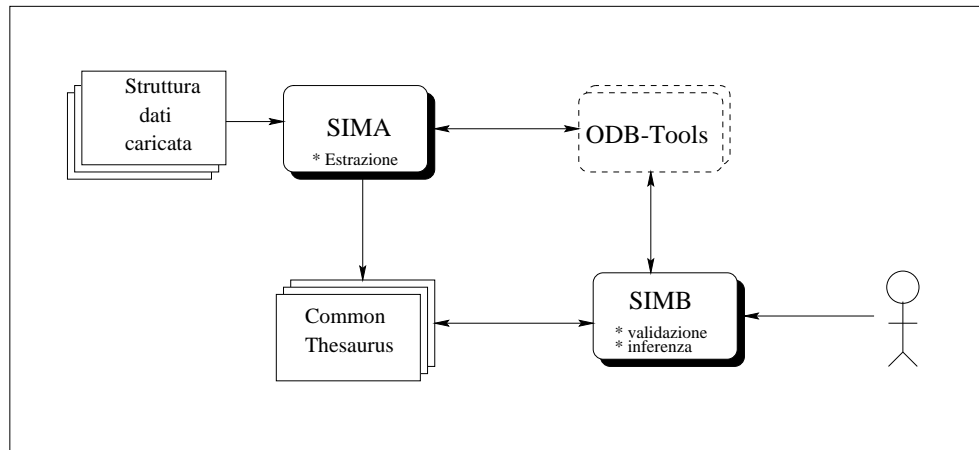 Struttura
dati
caricata
SIMA
* Estrazione
ODB-Tools
Common
Thesaurus
SIMB
* validazione
* inferenza